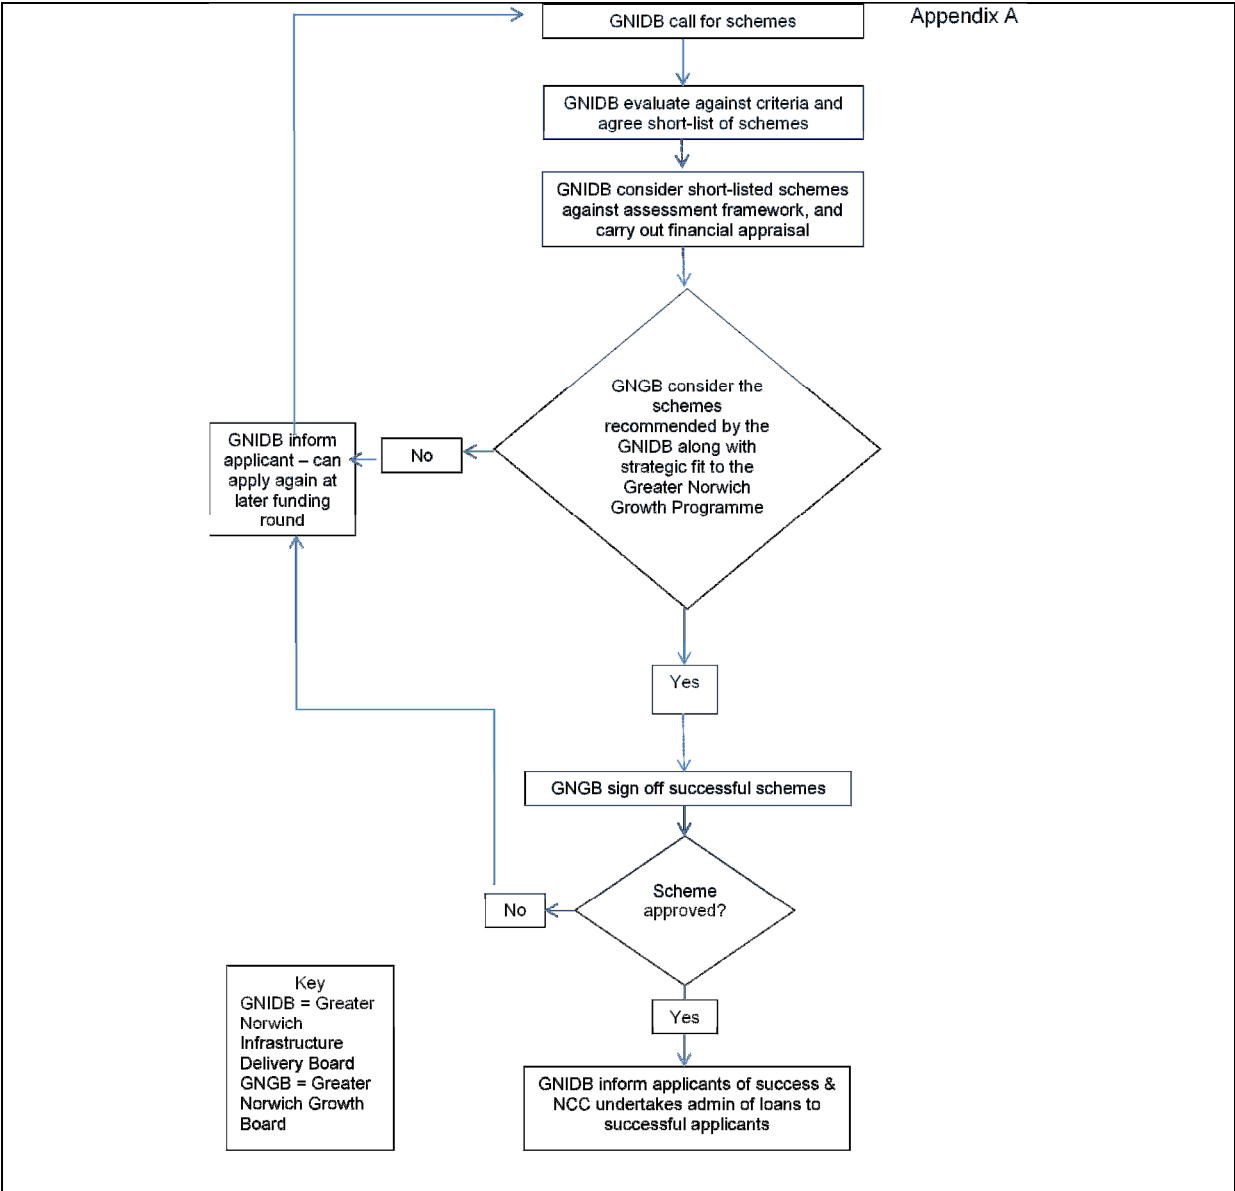 GNIDB call for schemes
Appendix A
GNIDB evaluate against criteria and
agree short-list of schemes
GNIDB consider short-listed schemes
against assessment framework, and
carry out financial appraisal
GNGB consider the
schemes
recommended by the
GNIDB along with
strategic fit to the
Greater Norwich
Growth Programme
No
GNIDB inform
applicant – can
apply again at
later funding
round
Yes
GNGB sign off successful schemes
Scheme
approved?
No
Yes
GNIDB inform applicants of success &
NCC undertakes admin of loans to
successful applicants
Key
GNIDB = Greater
Norwich
Infrastructure
Delivery Board
GNGB = Greater
Norwich Growth
Board